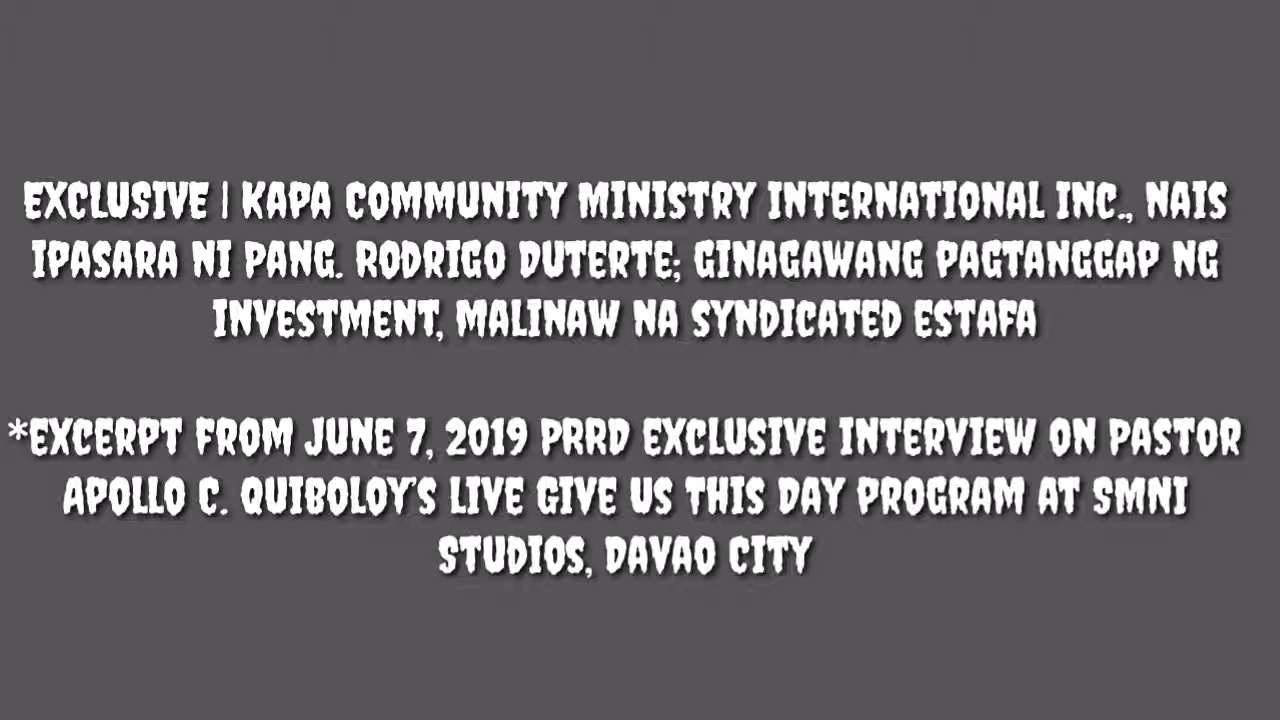 EXCLUSIVE | KAPA COMMUNITY MINISTRY INTERNATIONAL INC., NAIS
IPASARA NI PANG. RODRIGO DUTERTE; GINAGAWANG PAGTANGGAP NG
INVESTMENT, MALINAW NA SYNDICATED ESTAFA
*EXCERPT FROM JUNE 7, 2019 PRRD EXCLUSIVE INTERVIEW ON PASTOR
APOLLO C. QUIBOLOY'S LIVE GIVE US THIS DAY PROGRAM AT SMNI
STUDIOS, DAVAO CITY